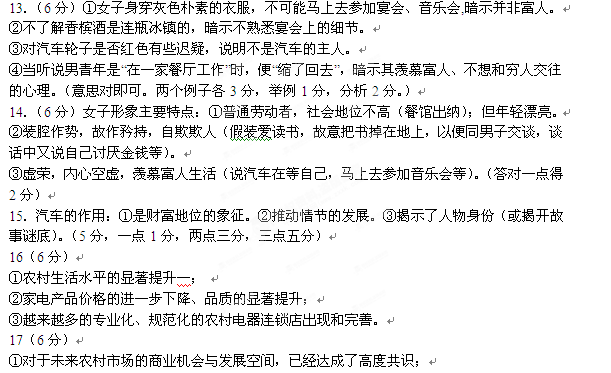 13.（6 分）①女子身穿灰色朴素的衣服，不可能马上去参加宴会、音乐会,暗示并非富人。
②不了解香槟酒是连瓶冰镇的，暗示不熟悉宴会上的细节。
③对汽车轮子是否红色有些迟疑，说明不是汽车的主人。
④当听说男青年是“在一家餐厅工作”时，便“缩了回去”，暗示其羡慕富人、不想和穷人交往
的心理。（意思对即可。两个例子各 3 分，举例 1 分，分析 2 分。）
14.（6 分）女子形象主要特点：①普通劳动者，社会地位不高（餐馆出纳）；但年轻漂亮。
②装腔作势，故作矜持，自欺欺人（假装爱读书，故意把书掉在地上，以便同男子交谈，谈
话中又说自己讨厌金钱等）。
③虚荣，内心空虚，羡慕富人生活（说汽车在等自己，马上去参加音乐会等）。（答对一点得
2 分）
15．汽车的作用：①是财富地位的象征。②推动情节的发展。③揭示了人物身份（或揭开故
事谜底）。（5 分，一点 1 分，两点三分，三点五分）
16（6 分）
①农村生活水平的显著提升一；
②家电产品价格的进一步下降、品质的显著提升；
③越来越多的专业化、规范化的农村电器连锁店出现和完善。
17（6 分）
①对于未来农村市场的商业机会与发展空间，已经达成了高度共识；